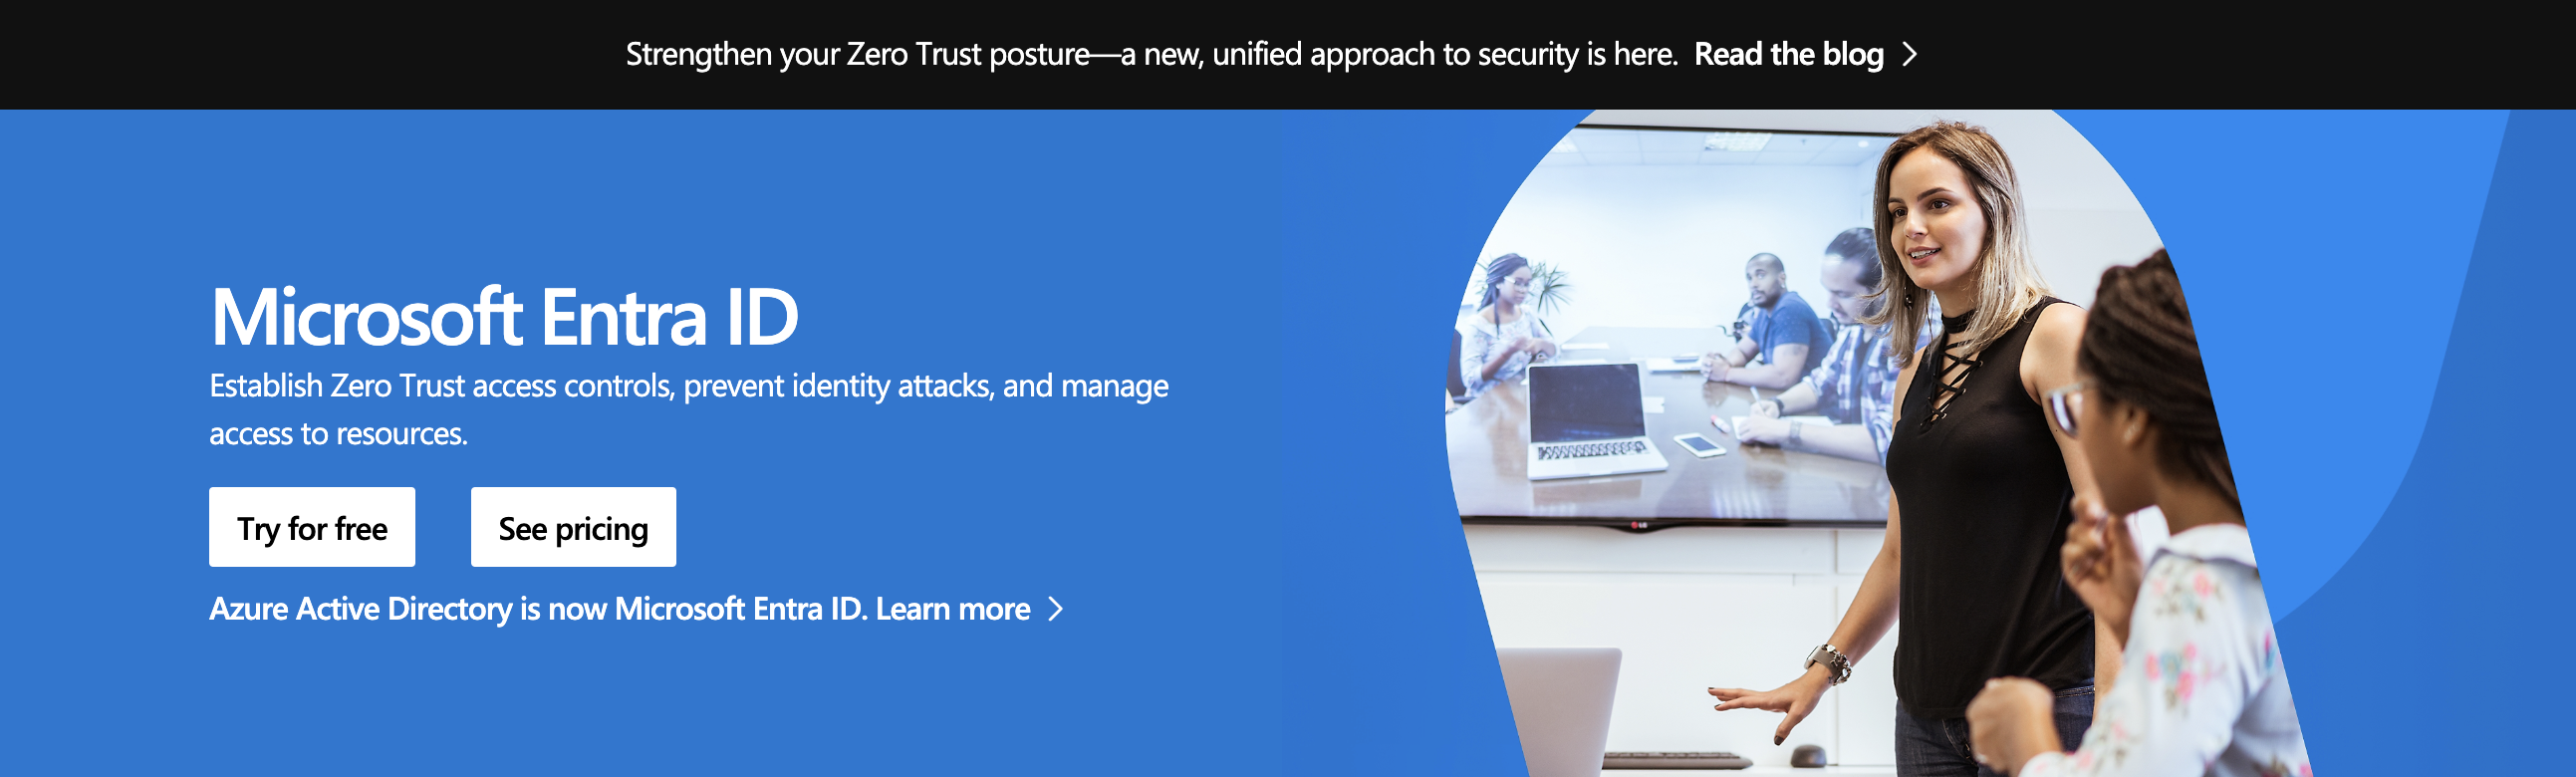 Strengthen your Zero Trust posture—a new, unified approach to security is here. Read the blog
Microsoft Entra ID
Establish Zero Trust access controls, prevent identity attacks, and manage
access to resources.
Try for free
See pricing
Azure Active Directory is now Microsoft Entra ID. Learn more
LG